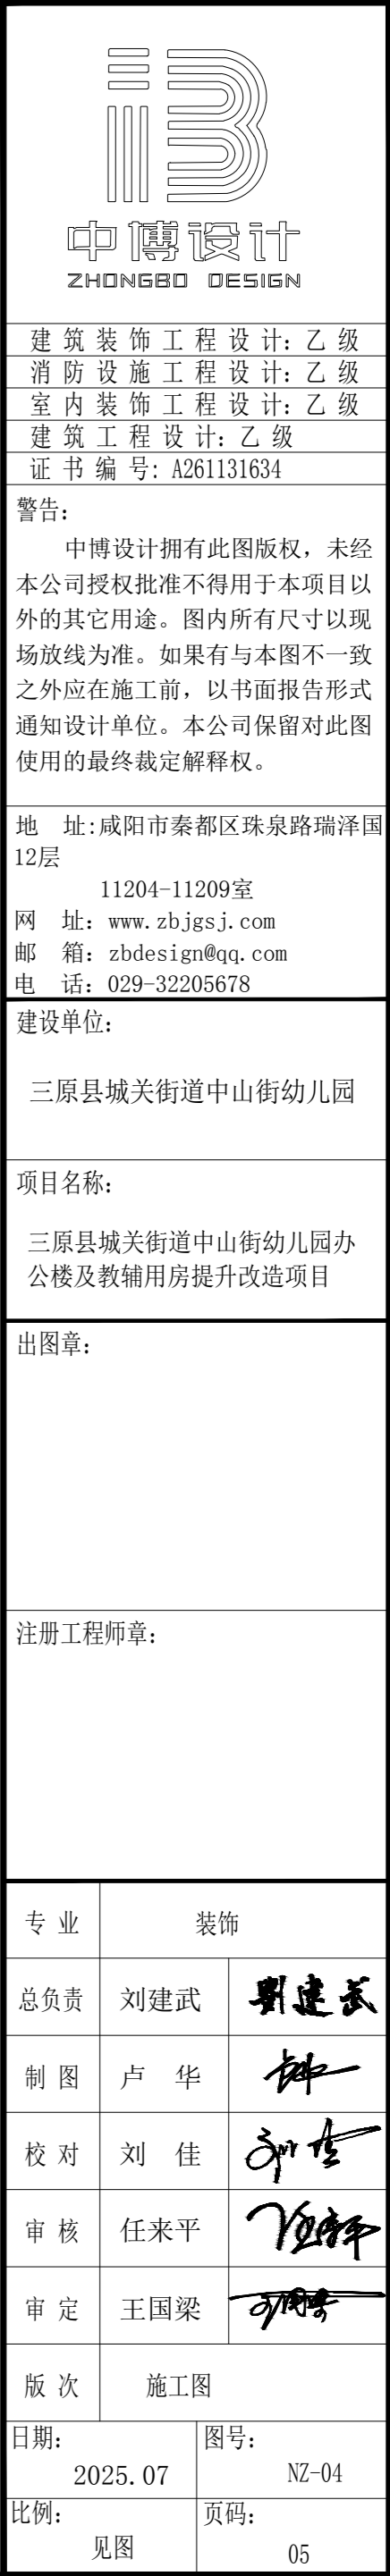 中博设计
ZHONGBO DESIGN
建筑装饰工程设计:乙级
消防设施工程设计:乙级
室内装饰工程设计:乙级
建筑工程设计:乙级
证书编号:A261131634
警告:
中博设计拥有此图版权，未经
本公司授权批准不得用于本项目以
外的其它用途。图内所有尺寸以现
场放线为准。如果有与本图不一致
之外应在施工前，以书面报告形式
通知设计单位。本公司保留对此图
使用的最终裁定解释权。
地 址:咸阳市秦都区珠泉路瑞泽国
12层
11204-11209室
网 址: www.zbjgsj.com
邮 箱: zbdesign@qq.com
电 话: 029-32205678
建设单位:
三原县城关街道中山街幼儿园
项目名称:
三原县城关街道中山街幼儿园办
公楼及教辅用房提升改造项目
出图章:
注册工程师章:
专 业 装饰
总负责 刘建武 劉建武
制 图 卢 华
校 对 刘 佳 刘佳
审 核 任来平 任来平
审 定 王国梁
版 次 施工图
日期: 图号:
2025.07 NZ-04
比例: 页码:
见图 05